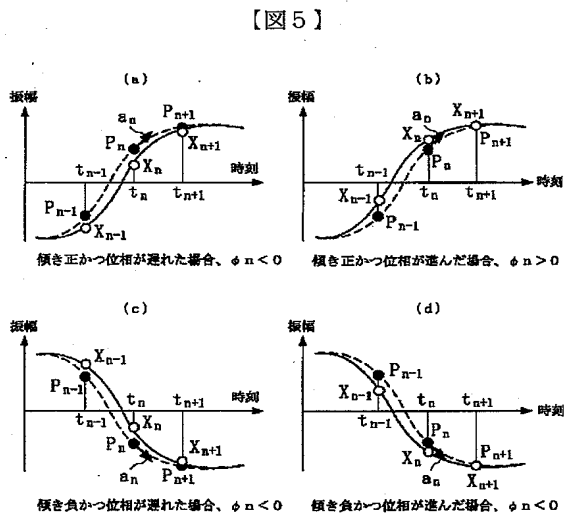 【図5】
(a)
振幅
a_n
P_{n+1}
P_n
X_{n+1}
t_{n-1}
X_n
時刻
t_n
t_{n+1}
P_{n-1}
X_{n-1}
傾き正かつ位相が遅れた場合、φn<0
(b)
振幅
X_{n+1}
X_n
a_n
P_{n+1}
t_{n-1}
P_n
時刻
X_{n-1}
t_n
t_{n+1}
P_{n-1}
傾き正かつ位相が進んだ場合、φn>0
(c)
振幅
X_{n-1}
P_{n-1}
t_n
t_{n+1}
時刻
t_{n-1}
X_n
P_n
X_{n+1}
a_n
P_{n+1}
傾き負かつ位相が遅れた場合、φn<0
(d)
振幅
P_{n-1}
X_{n-1}
t_n
t_{n+1}
時刻
t_{n-1}
P_n
X_n
P_{n+1}
a_n
X_{n+1}
傾き負かつ位相が進んだ場合、φn<0